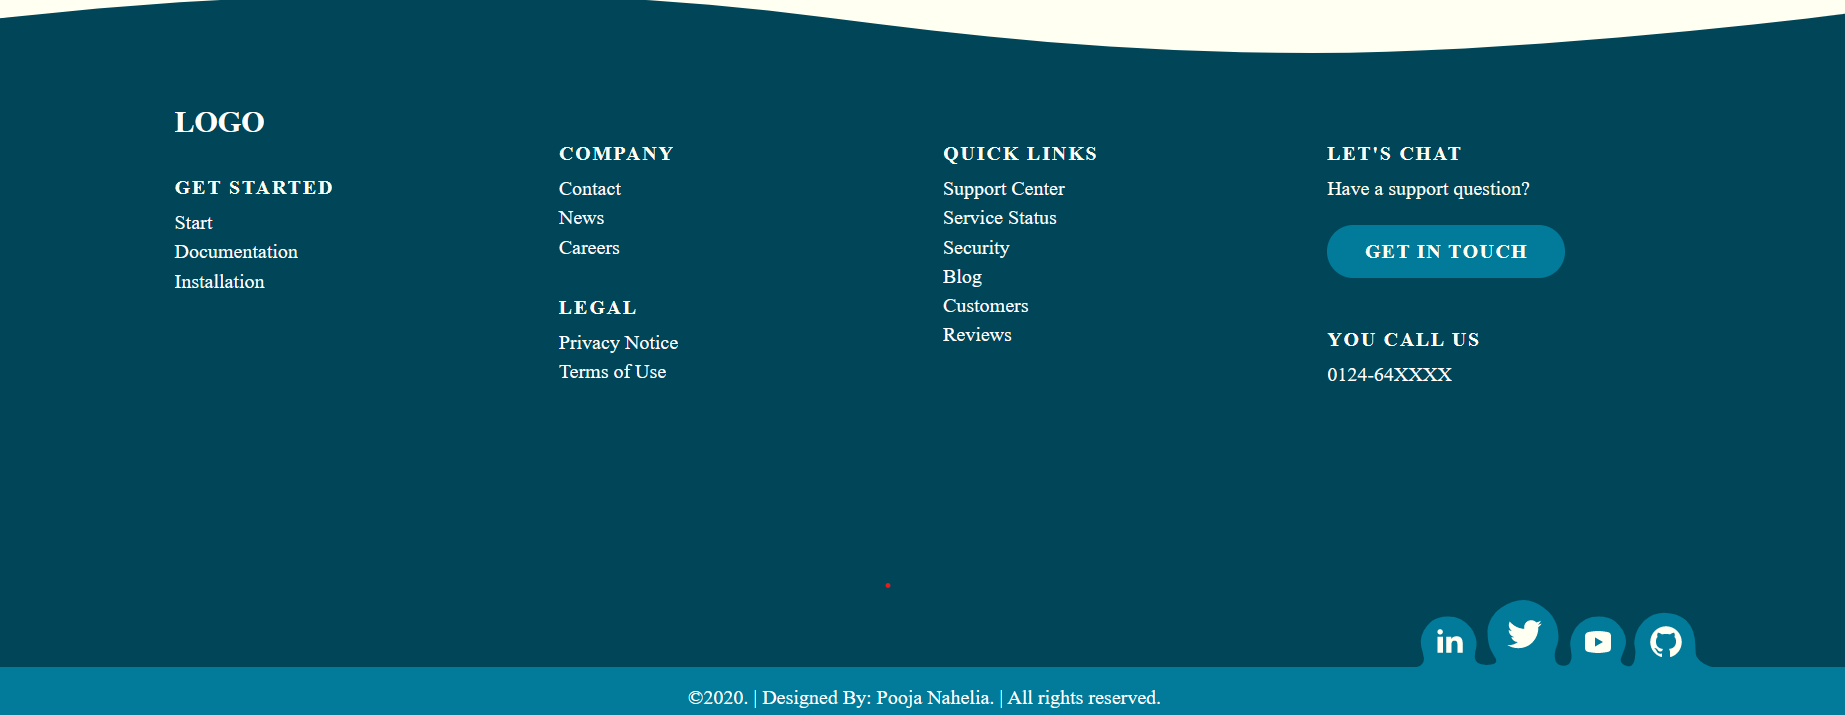 LOGO
GET STARTED
Start
Documentation
Installation
COMPANY
Contact
News
Careers
LEGAL
Privacy Notice
Terms of Use
QUICK LINKS
Support Center
Service Status
Security
Blog
Customers
Reviews
LET'S CHAT
Have a support question?
GET IN TOUCH
YOU CALL US
0124-64XXXX
in
©2020. | Designed By: Pooja Nahelia. | All rights reserved.